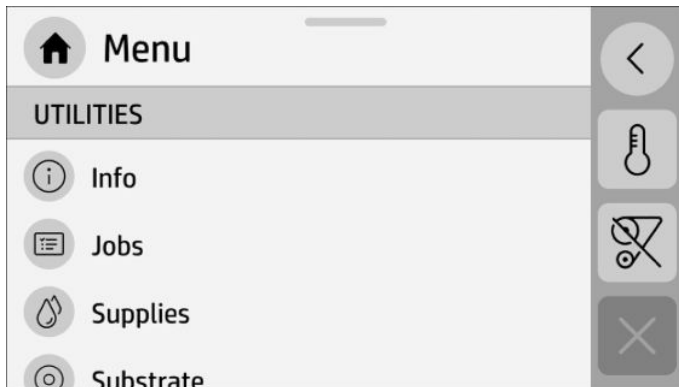 Menu
UTILITIES
Info
Jobs
Supplies
Substrate